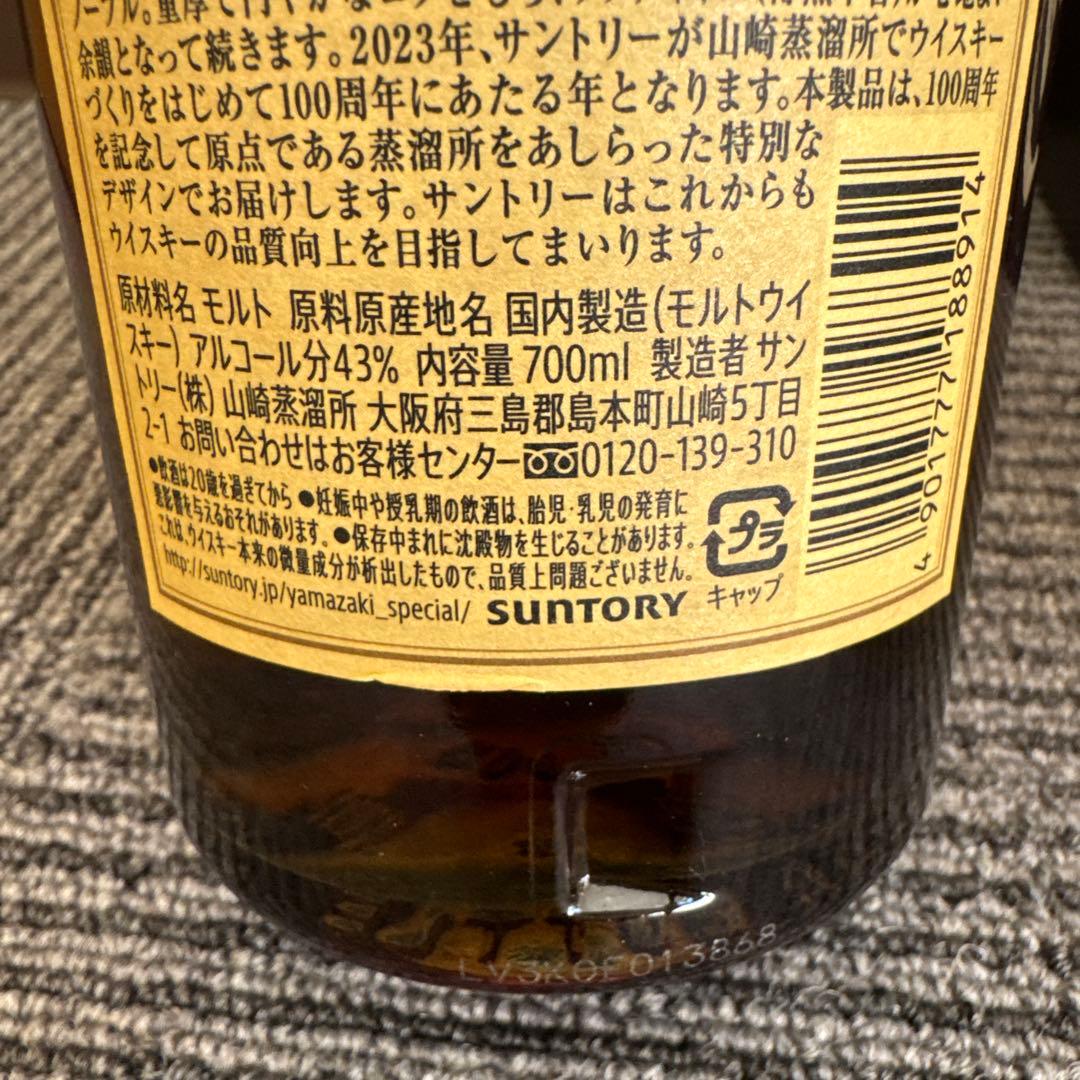 余韻となって続きます。2023年、サントリーが山崎蒸溜所でウイスキー
づくりをはじめて100周年にあたる年となります。本製品は、100周年
を記念して原点である蒸溜所をあしらった特別な
デザインでお届けします。サントリーはこれからも
ウイスキーの品質向上を目指してまいります。
原材料名 モルト 原料原産地名 国内製造(モルトウイ
スキー) アルコール分43% 内容量700ml 製造者 サン
トリー(株) 山崎蒸溜所 大阪府三島郡島本町山崎5丁目
2-1 お問い合わせはお客様センター 0120-139-310
●飲酒は20歳を過ぎてから ●妊娠中や授乳期の飲酒は、胎児・乳児の発育に
悪影響を与えるおそれがあります。●保存中まれに沈殿物を生じることがあります。
これは、ウイスキー本来の微量成分が析出したもので、品質上問題ございません。
http://suntory.jp/yamazaki_special/ SUNTORY
プラ
キャップ
4 901777 188914
LV3K0F013868